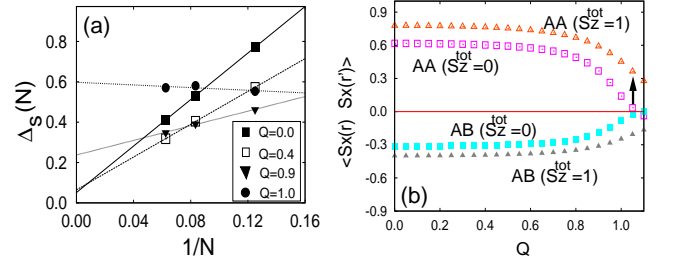 (a)
Δs(N)
0.8
0.6
0.4
0.2
0.0
0.00
0.04
0.08
0.12
0.16
1/N
Q=0.0
Q=0.4
Q=0.9
Q=1.0
(b)
<Sx(r) Sx(r')>
0.9
0.6
0.3
0.0
-0.3
-0.6
-0.9
AA (Sz^tot=1)
AA (Sz^tot=0)
AB (Sz^tot=0)
AB (Sz^tot=1)
0.0
0.2
0.4
0.6
0.8
1.0
Q